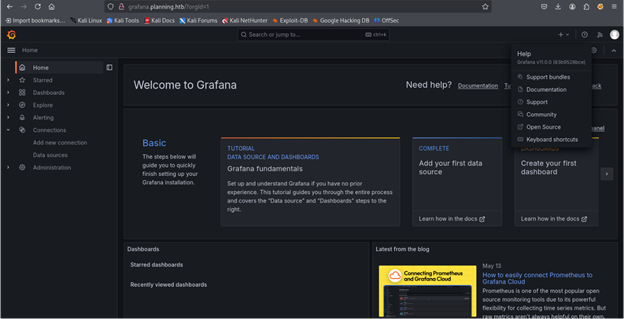 grafana.planning.htb/?orgId=1
Import bookmarks... Kali Linux Kali Tools Kali Docs Kali Forums Kali NetHunter Exploit-DB Google Hacking DB OffSec
Search or jump to... ctrl+k
Home
Help
Grafana v11.0.0 (83b9528bce)
Support bundles
Documentation
Support
Community
Open Source
Keyboard shortcuts
Home
Starred
Dashboards
Explore
Alerting
Connections
Add new connection
Data sources
Administration
Welcome to Grafana
Need help? Documentation
Basic
The steps below will
guide you to quickly
finish setting up your
Grafana installation.
TUTORIAL
DATA SOURCE AND DASHBOARDS
Grafana fundamentals
Set up and understand Grafana if you have no prior
experience. This tutorial guides you through the entire process
and covers the "Data source" and "Dashboards" steps to the
right.
COMPLETE
Add your first data
source
Learn how in the docs
Create your first
dashboard
Learn how in the docs
Dashboards
Starred dashboards
Recently viewed dashboards
Latest from the blog
Connecting Prometheus
and Grafana Cloud
May 13
How to easily connect Prometheus to
Grafana Cloud
Prometheus is one of the most popular open
source monitoring tools due to its powerful
flexibility for collecting time series metrics. But
raw metrics aren't always helpful on their own.